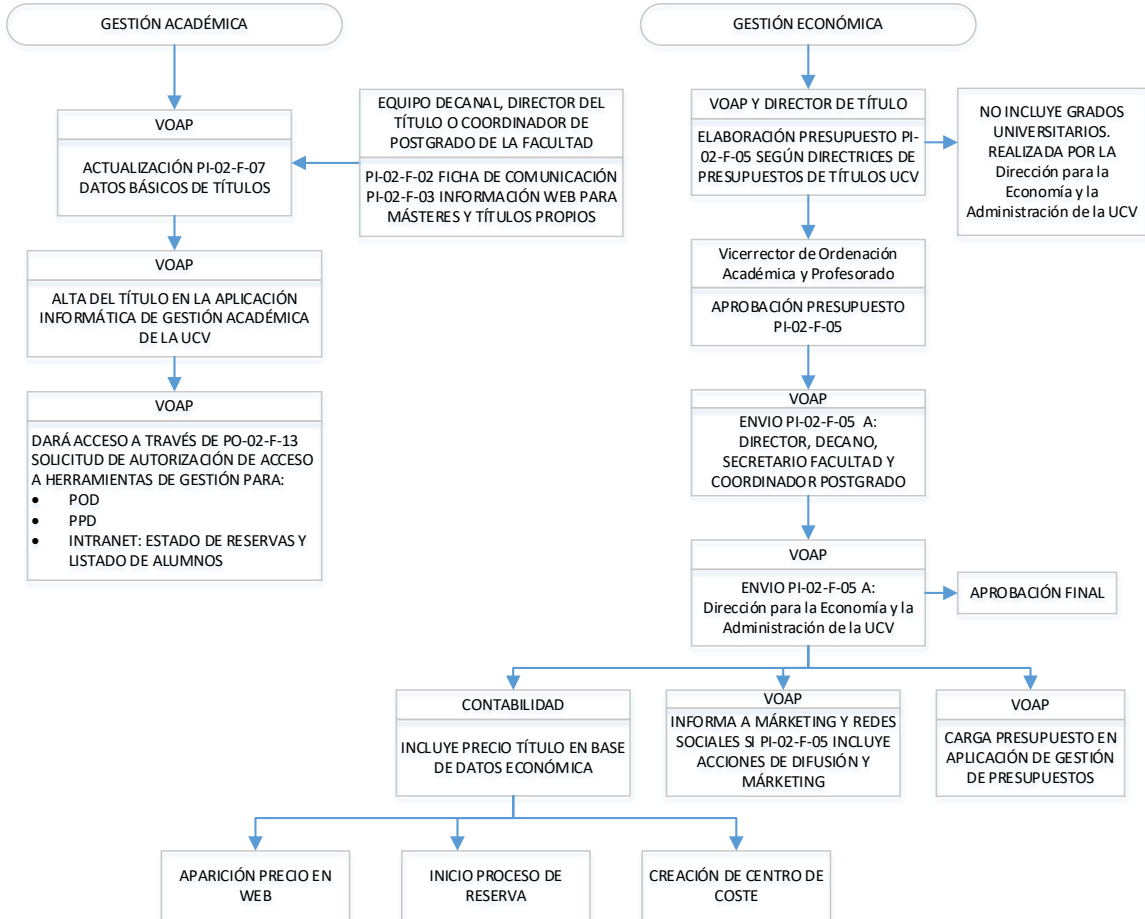 GESTIÓN ACADÉMICA
VOAP
ACTUALIZACIÓN PI-02-F-07
DATOS BÁSICOS DE TÍTULOS
EQUIPO DECANAL, DIRECTOR DEL
TÍTULO O COORDINADOR DE
POSTGRADO DE LA FACULTAD
PI-02-F-02 FICHA DE COMUNICACIÓN
PI-02-F-03 INFORMACIÓN WEB PARA
MÁSTERES Y TÍTULOS PROPIOS
VOAP
ALTA DEL TÍTULO EN LA APLICACIÓN
INFORMÁTICA DE GESTIÓN ACADÉMICA
DE LA UCV
VOAP
DARÁ ACCESO A TRAVÉS DE PO-02-F-13
SOLICITUD DE AUTORIZACIÓN DE ACCESO
A HERRAMIENTAS DE GESTIÓN PARA:
• POD
• PPD
• INTRANET: ESTADO DE RESERVAS Y
LISTADO DE ALUMNOS
GESTIÓN ECONÓMICA
VOAP Y DIRECTOR DE TÍTULO
ELABORACIÓN PRESUPUESTO PI-
02-F-05 SEGÚN DIRECTRICES DE
PRESUPUESTOS DE TÍTULOS UCV
NO INCLUYE GRADOS
UNIVERSITARIOS.
REALIZADA POR LA
Dirección para la
Economía y la
Administración de la UCV
Vicerrector de Ordenación
Académica y Profesorado
APROBACIÓN PRESUPUESTO
PI-02-F-05
VOAP
ENVIO PI-02-F-05 A:
DIRECTOR, DECANO,
SECRETARIO FACULTAD Y
COORDINADOR POSTGRADO
VOAP
ENVIO PI-02-F-05 A:
Dirección para la Economía y la
Administración de la UCV
APROBACIÓN FINAL
CONTABILIDAD
INCLUYE PRECIO TÍTULO EN BASE
DE DATOS ECONÓMICA
VOAP
INFORMA A MÁRKETING Y REDES
SOCIALES SI PI-02-F-05 INCLUYE
ACCIONES DE DIFUSIÓN Y
MÁRKETING
VOAP
CARGA PRESUPUESTO EN
APLICACIÓN DE GESTIÓN
DE PRESUPUESTOS
APARICIÓN PRECIO EN
WEB
INICIO PROCESO DE
RESERVA
CREACIÓN DE CENTRO DE
COSTE